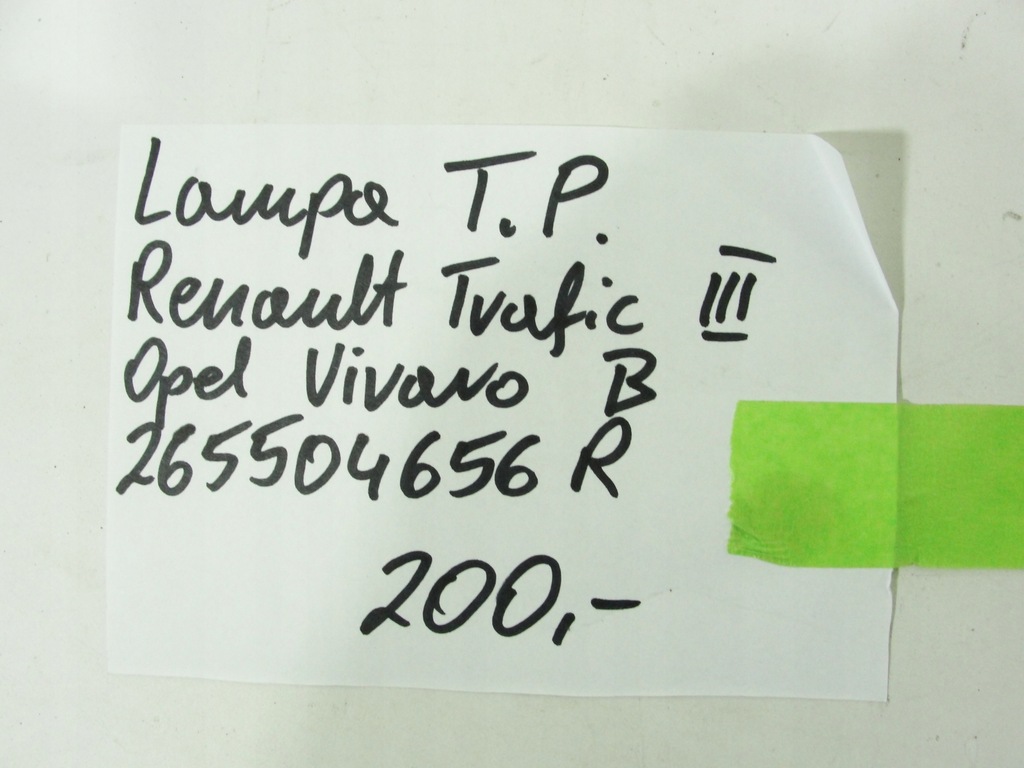 Lampa T.P.
Renault Trafic III
Opel Vivaro B
265504656 R
200,-